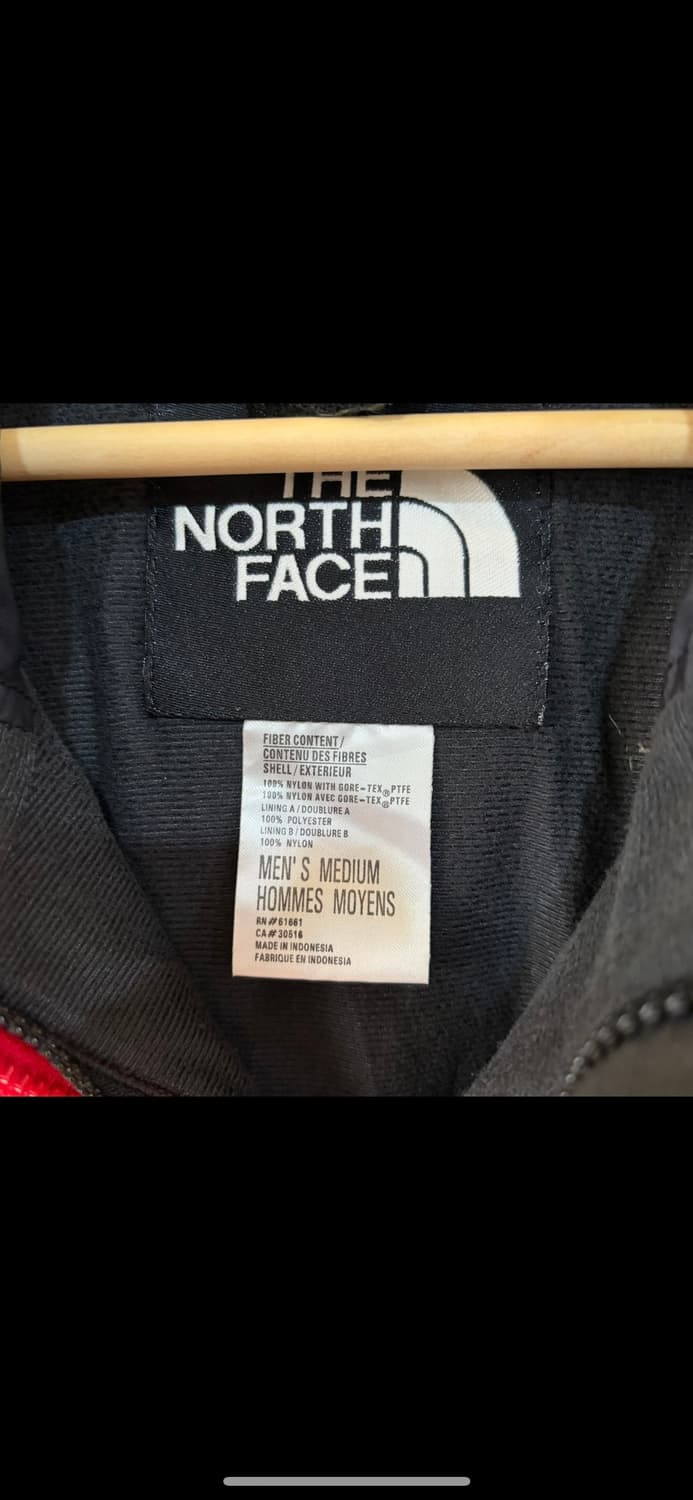 THE
NORTH
FACE
FIBER CONTENT/
CONTENU DES FIBRES
SHELL/EXTERIEUR
100% NYLON WITH GORE-TEX®PTFE
100% NYLON AVEC GORE-TEX®PTFE
LINING A/DOUBLURE A
100% POLYESTER
LINING B/DOUBLURE B
100% NYLON
MEN'S MEDIUM
HOMMES MOYENS
RN#61661
CA#30516
MADE IN INDONESIA
FABRIQUE EN INDONESIA